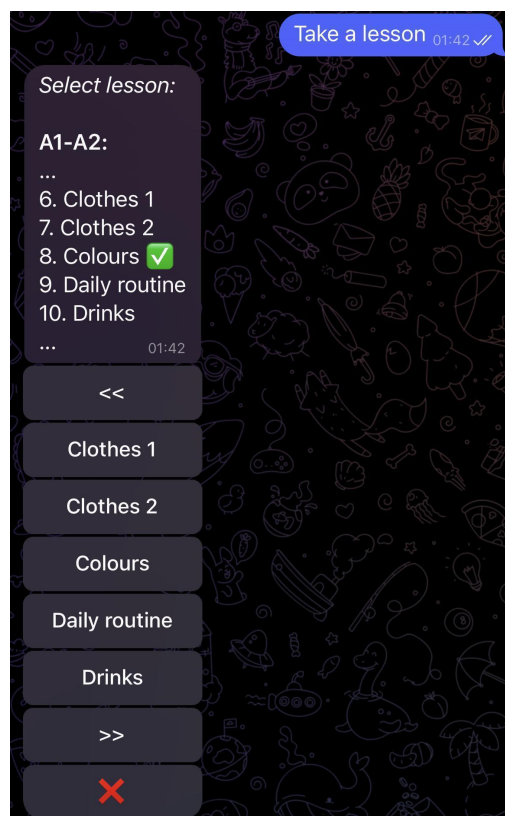 Take a lesson 01:42
Select lesson:
A1-A2:
...
6. Clothes 1
7. Clothes 2
8. Colours ✅
9. Daily routine
10. Drinks
... 01:42
<<
Clothes 1
Clothes 2
Colours
Daily routine
Drinks
>>
❌